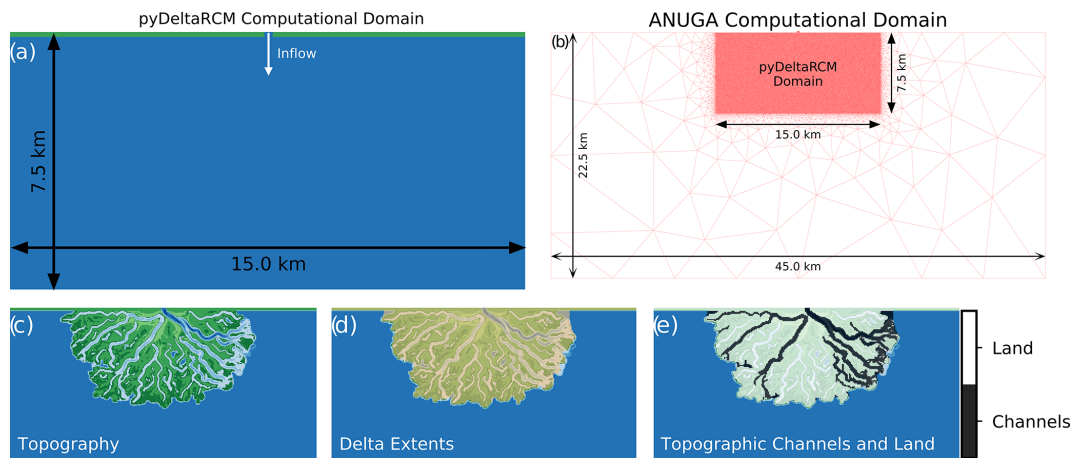 pyDeltaRCM Computational Domain
(a)
Inflow
7.5 km
15.0 km
ANUGA Computational Domain
(b)
pyDeltaRCM
Domain
7.5 km
15.0 km
22.5 km
45.0 km
(c)
Topography
(d)
Delta Extents
(e)
Topographic Channels and Land
Land
Channels